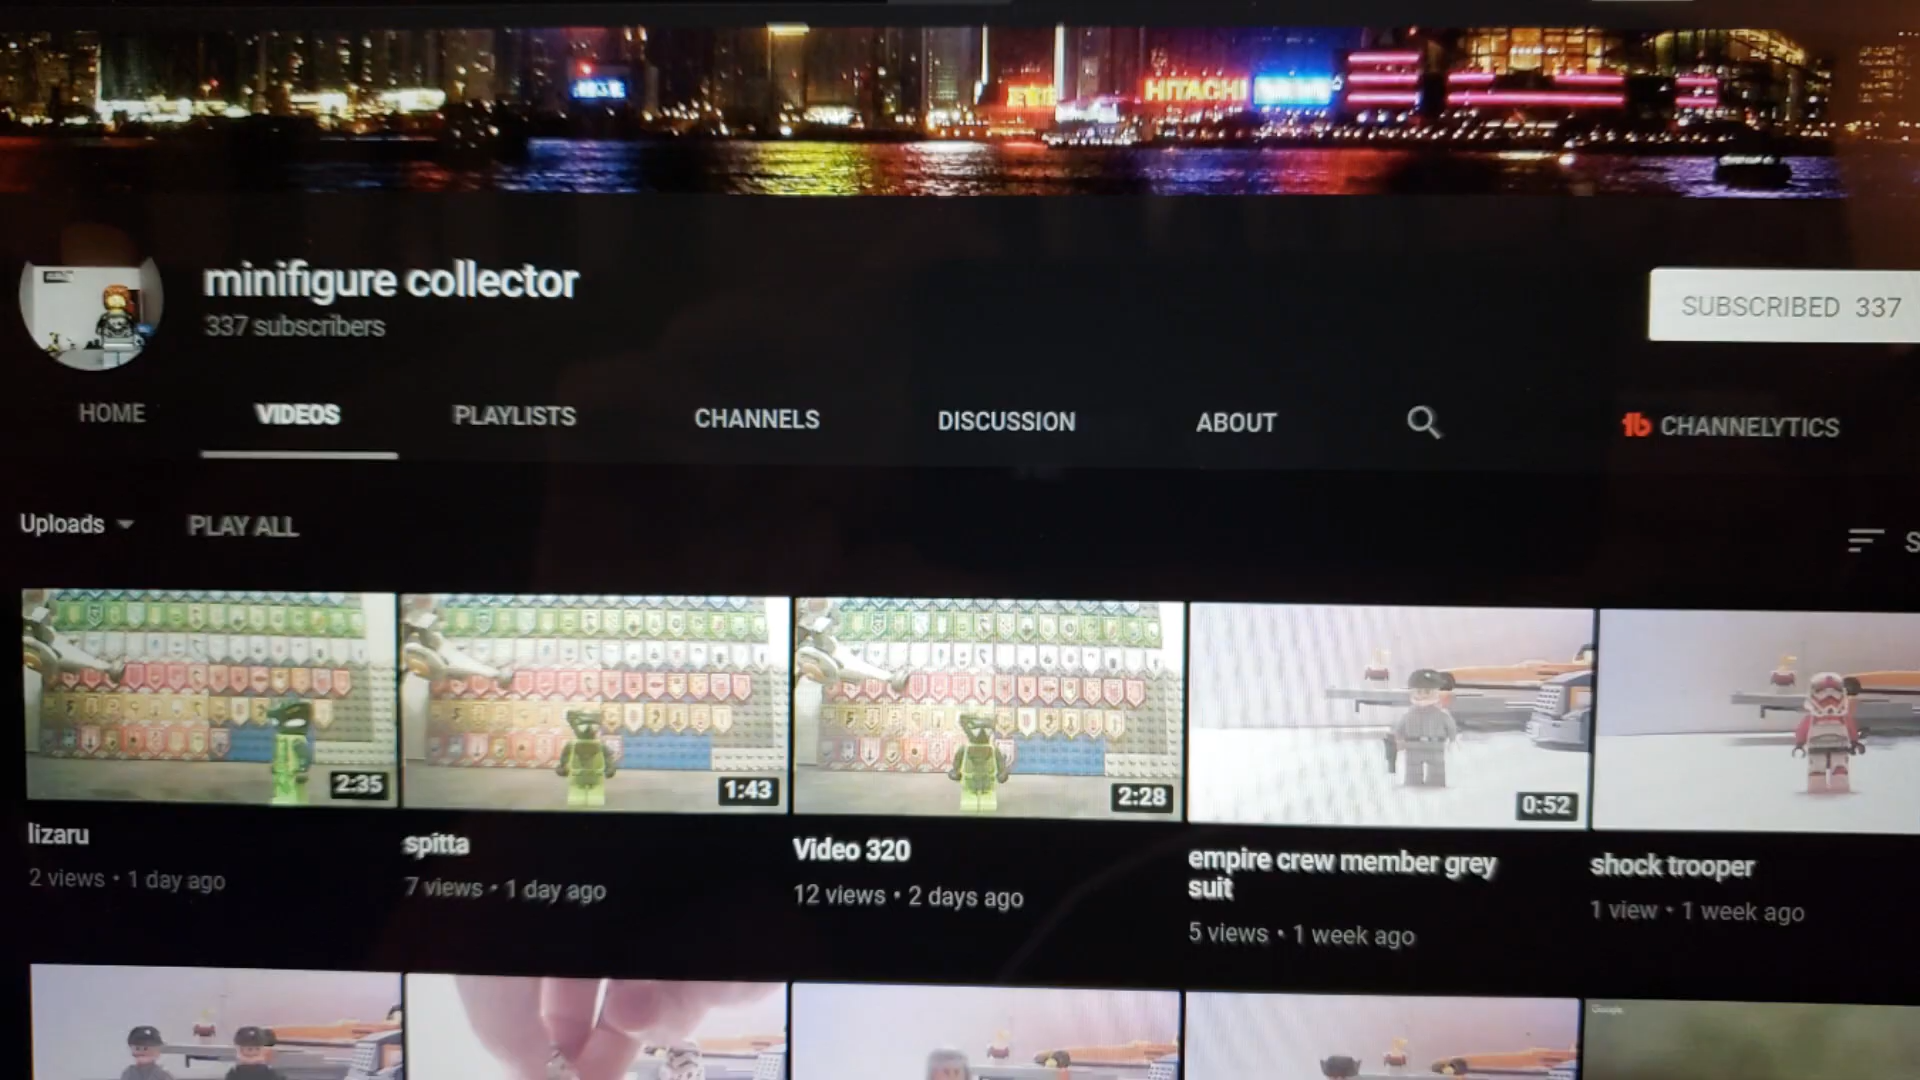 HITACHI
minifigure collector
337 subscribers
SUBSCRIBED 337
HOME
VIDEOS
PLAYLISTS
CHANNELS
DISCUSSION
ABOUT
CHANNELYTICS
Uploads
PLAY ALL
S
2:35
1:43
2:28
0:52
lizaru
2 views • 1 day ago
spitta
7 views • 1 day ago
Video 320
12 views • 2 days ago
empire crew member grey
suit
5 views • 1 week ago
shock trooper
1 view • 1 week ago
Google